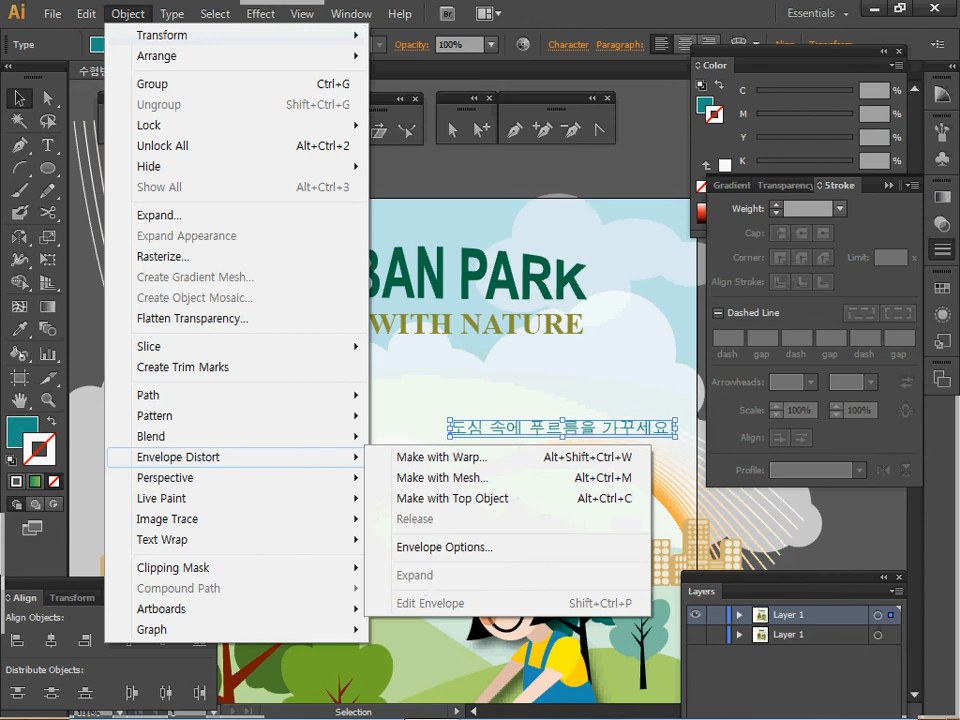 Ai File Edit Object Type Select Effect View Window Help Br Essentials
Type Opacity: 100% Character Paragraph: Align Transform
수험번
Transform
Arrange
Group Ctrl+G
Ungroup Shift+Ctrl+G
Lock
Unlock All Alt+Ctrl+2
Hide
Show All Alt+Ctrl+3
Expand...
Expand Appearance
Rasterize...
Create Gradient Mesh...
Create Object Mosaic...
Flatten Transparency...
Slice
Create Trim Marks
Path
Pattern
Blend
Envelope Distort
Perspective
Live Paint
Image Trace
Text Wrap
Clipping Mask
Compound Path
Artboards
Graph
Make with Warp... Alt+Shift+Ctrl+W
Make with Mesh... Alt+Ctrl+M
Make with Top Object Alt+Ctrl+C
Release
Envelope Options...
Expand
Edit Envelope Shift+Ctrl+P
BAN PARK
WITH NATURE
도심 속에 푸르름을 가꾸세요!
Color
C %
M %
Y %
K %
Gradient Transparency Stroke
Weight:
Cap:
Corner: Limit: x
Align Stroke:
Dashed Line
dash gap dash gap dash gap
Arrowheads:
Scale: 100% 100%
Align:
Profile:
Layers
Layer 1
Layer 1
Align Transform
Align Objects:
Distribute Objects:
Selection